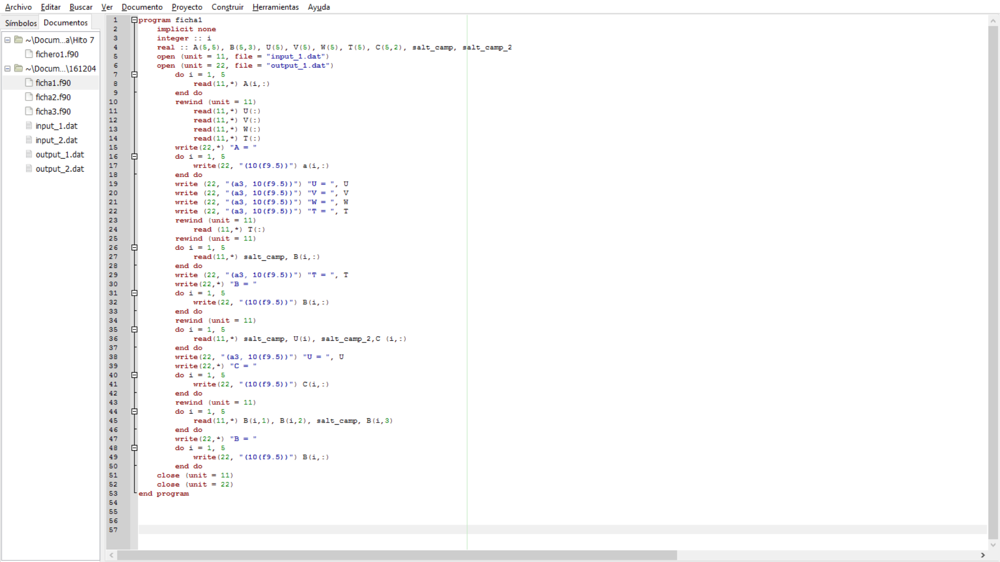 Archivo Editar Buscar Ver Documento Proyecto Construir Herramientas Ayuda
Símbolos Documentos
~\Docum...a\Hito 7
fichero1.f90
~\Docum...\161204
ficha1.f90
ficha2.f90
ficha3.f90
input_1.dat
input_2.dat
output_1.dat
output_2.dat
1 program ficha1
2 implicit none
3 integer :: i
4 real :: A(5,5), B(5,3), U(5), V(5), W(5), T(5), C(5,2), salt_camp, salt_camp_2
5 open (unit = 11, file = "input_1.dat")
6 open (unit = 22, file = "output_1.dat")
7 do i = 1, 5
8 read(11,*) A(i,:)
9 end do
10 rewind (unit = 11)
11 read(11,*) U(:)
12 read(11,*) V(:)
13 read(11,*) W(:)
14 read(11,*) T(:)
15 write(22,*) "A = "
16 do i = 1, 5
17 write(22, "(10(f9.5))") a(i,:)
18 end do
19 write (22, "(a3, 10(f9.5))") "U = ", U
20 write (22, "(a3, 10(f9.5))") "V = ", V
21 write (22, "(a3, 10(f9.5))") "W = ", W
22 write (22, "(a3, 10(f9.5))") "T = ", T
23 rewind (unit = 11)
24 read (11,*) T(:)
25 rewind (unit = 11)
26 do i = 1, 5
27 read(11,*) salt_camp, B(i,:)
28 end do
29 write (22, "(a3, 10(f9.5))") "T = ", T
30 write(22,*) "B = "
31 do i = 1, 5
32 write(22, "(10(f9.5))") B(i,:)
33 end do
34 rewind (unit = 11)
35 do i = 1, 5
36 read(11,*) salt_camp, U(i), salt_camp_2,C (i,:)
37 end do
38 write(22, "(a3, 10(f9.5))") "U = ", U
39 write(22,*) "C = "
40 do i = 1, 5
41 write(22, "(10(f9.5))") C(i,:)
42 end do
43 rewind (unit = 11)
44 do i = 1, 5
45 read(11,*) B(i,1), B(i,2), salt_camp, B(i,3)
46 end do
47 write(22,*) "B = "
48 do i = 1, 5
49 write(22, "(10(f9.5))") B(i,:)
50 end do
51 close (unit = 11)
52 close (unit = 22)
53 end program
54
55
56
57